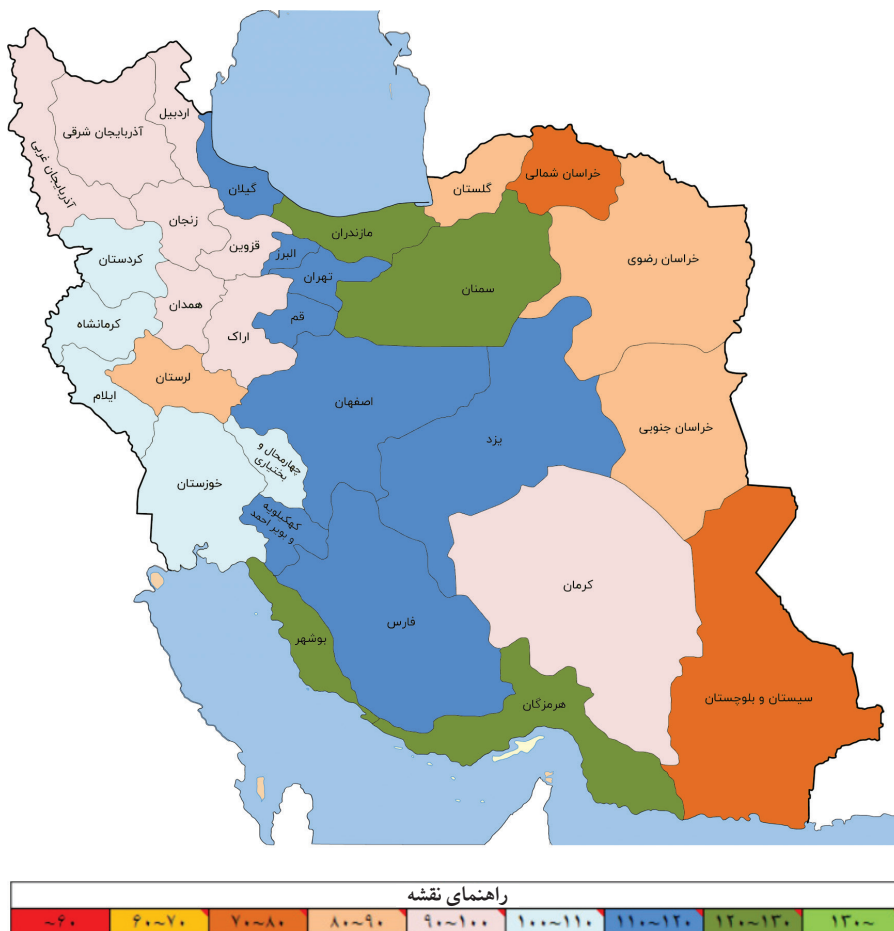 اردبیل
آذربایجان شرقی
آذربایجان غربی
گیلان
گلستان
خراسان شمالی
زنجان
مازندران
قزوین
کردستان
البرز
خراسان رضوی
تهران
سمنان
همدان
قم
کرمانشاه
اراک
لرستان
ایلام
اصفهان
خراسان جنوبی
یزد
چهارمحال و
بختیاری
خوزستان
کهکیلویه
و بویر احمد
کرمان
فارس
بوشهر
سیستان و بلوچستان
هرمزگان
راهنمای نقشه
~۶۰ ۶۰~۷۰ ۷۰~۸۰ ۸۰~۹۰ ۹۰~۱۰۰ ۱۰۰~۱۱۰ ۱۱۰~۱۲۰ ۱۲۰~۱۳۰ ۱۳۰~